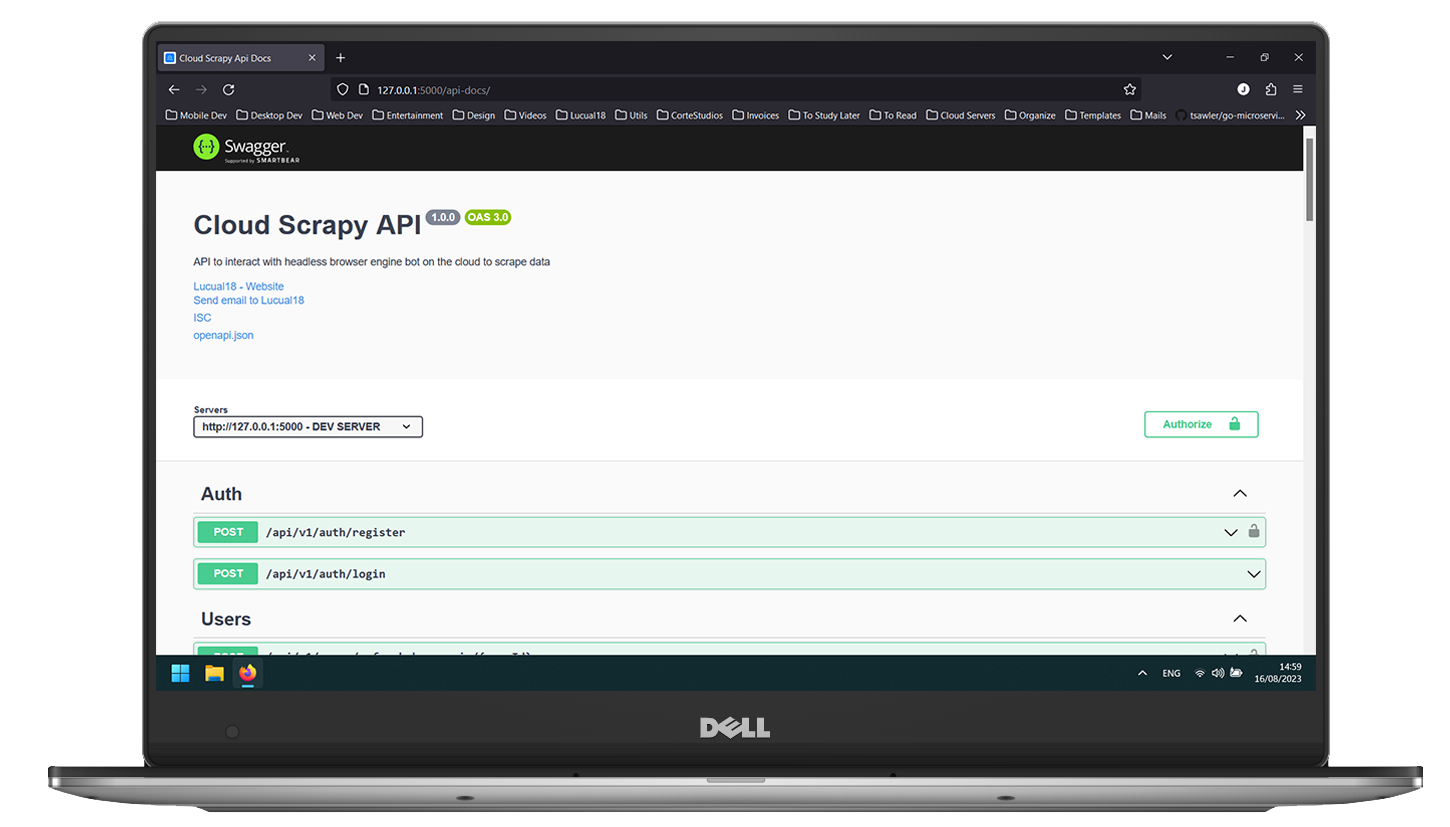 Cloud Scrapy Api Docs
127.0.0.1:5000/api-docs/
J
Mobile Dev Desktop Dev Web Dev Entertainment Design Videos Lucual18 Utils CorteStudios Invoices To Study Later To Read Cloud Servers Organize Templates Mails tsawler/go-microservi...
{··} Swagger.
Supported by SMARTBEAR
Cloud Scrapy API 1.0.0 OAS 3.0
API to interact with headless browser engine bot on the cloud to scrape data
Lucual18 - Website
Send email to Lucual18
ISC
openapi.json
Servers
http://127.0.0.1:5000 - DEV SERVER
Authorize
Auth
POST /api/v1/auth/register
POST /api/v1/auth/login
Users
ENG
14:59
16/08/2023
DELL